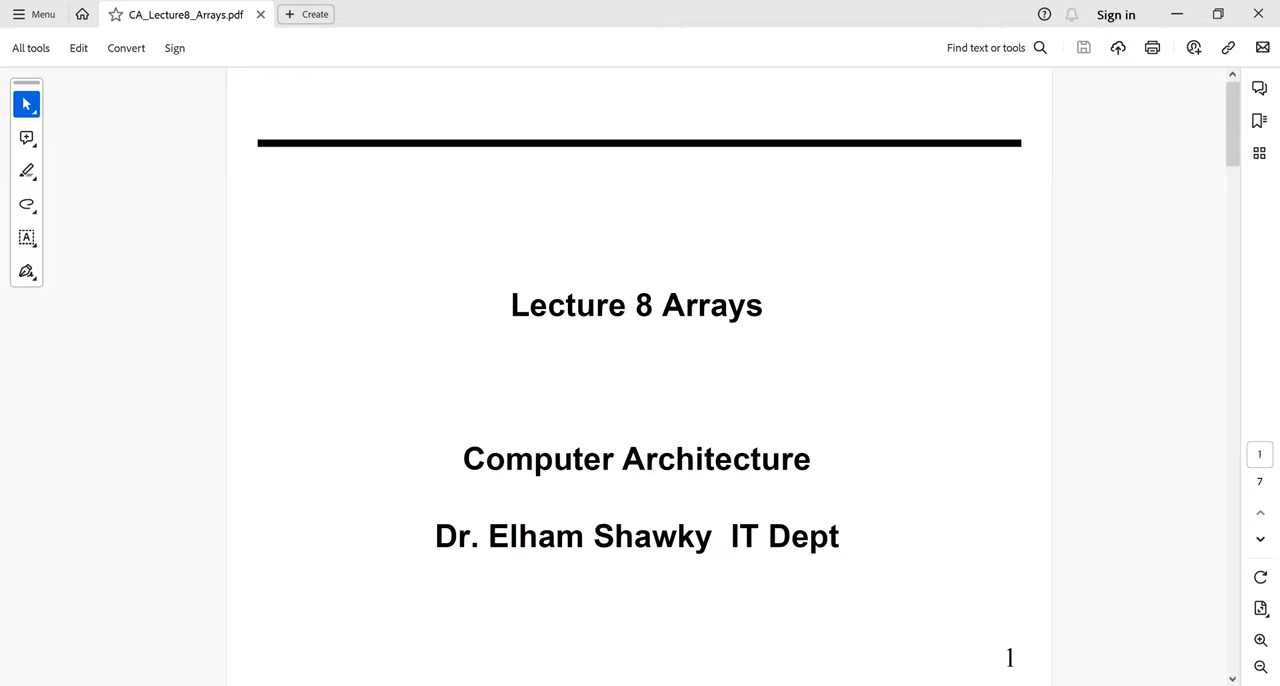 Menu
CA_Lecture8_Arrays.pdf
Create
Sign in
All tools
Edit
Convert
Sign
Find text or tools
A
Lecture 8 Arrays
Computer Architecture
Dr. Elham Shawky IT Dept
1
1
7